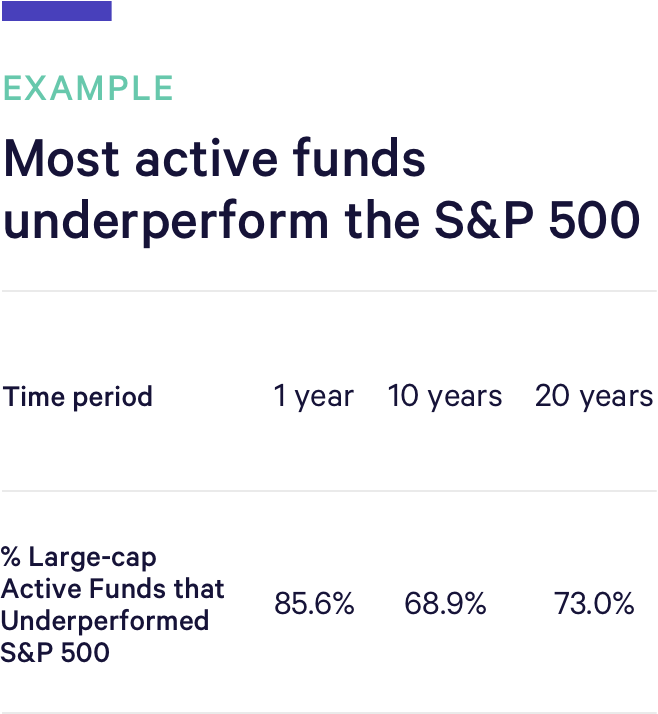 EXAMPLE
Most active funds
underperform the S&P 500
Time period 1 year 10 years 20 years
% Large-cap
Active Funds that
Underperformed
S&P 500
85.6% 68.9% 73.0%